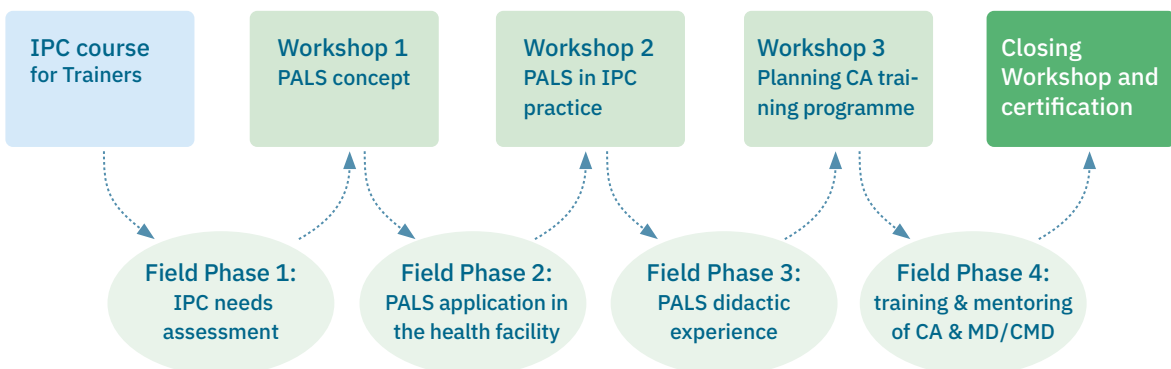 IPC course
for Trainers
Workshop 1
PALS concept
Workshop 2
PALS in IPC
practice
Workshop 3
Planning CA trai-
ning programme
Closing
Workshop and
certification
Field Phase 1:
IPC needs
assessment
Field Phase 2:
PALS application in
the health facility
Field Phase 3:
PALS didactic
experience
Field Phase 4:
training & mentoring
of CA & MD/CMD